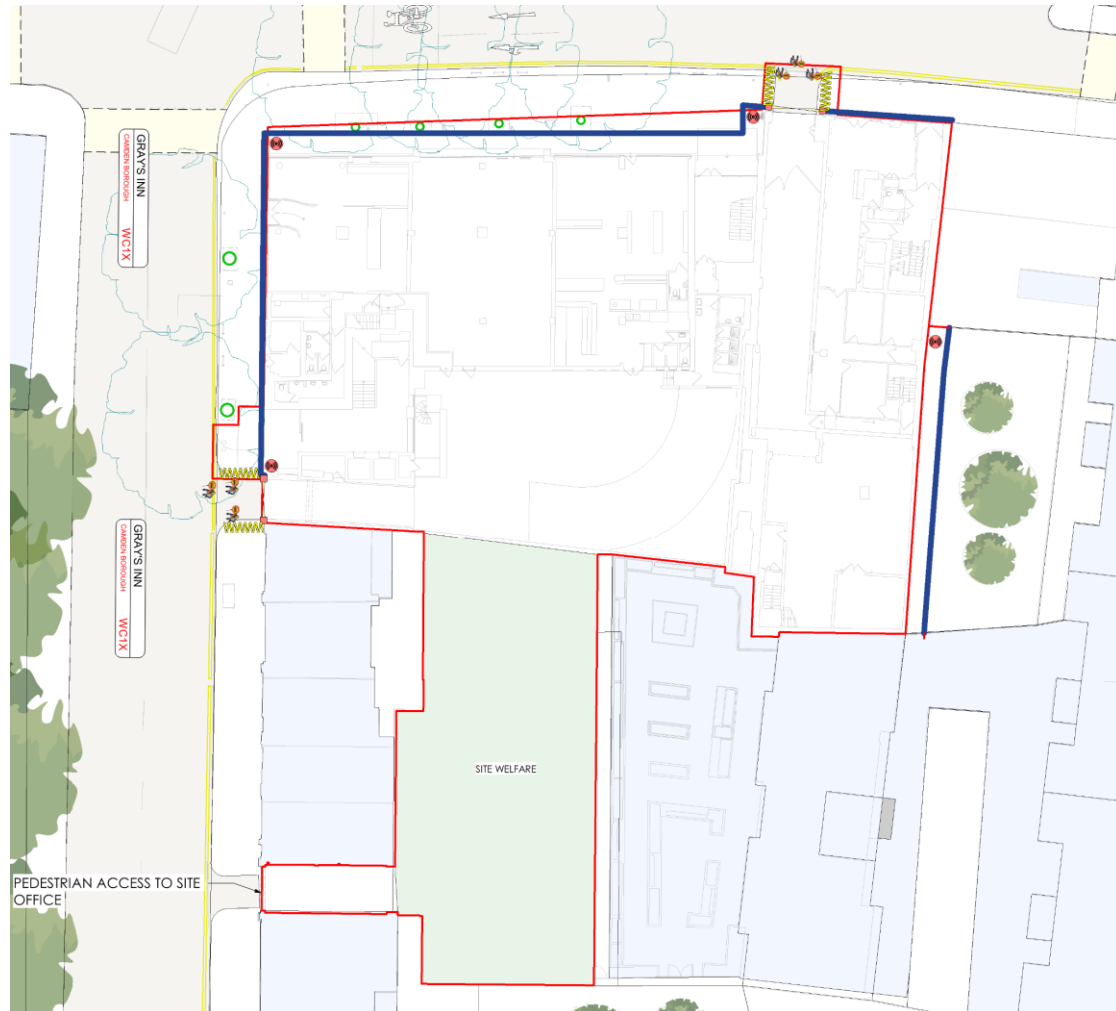 GRAY'S INN
CAMDEN BOROUGH WC1X
GRAY'S INN
CAMDEN BOROUGH WC1X
SITE WELFARE
PEDESTRIAN ACCESS TO SITE
OFFICE